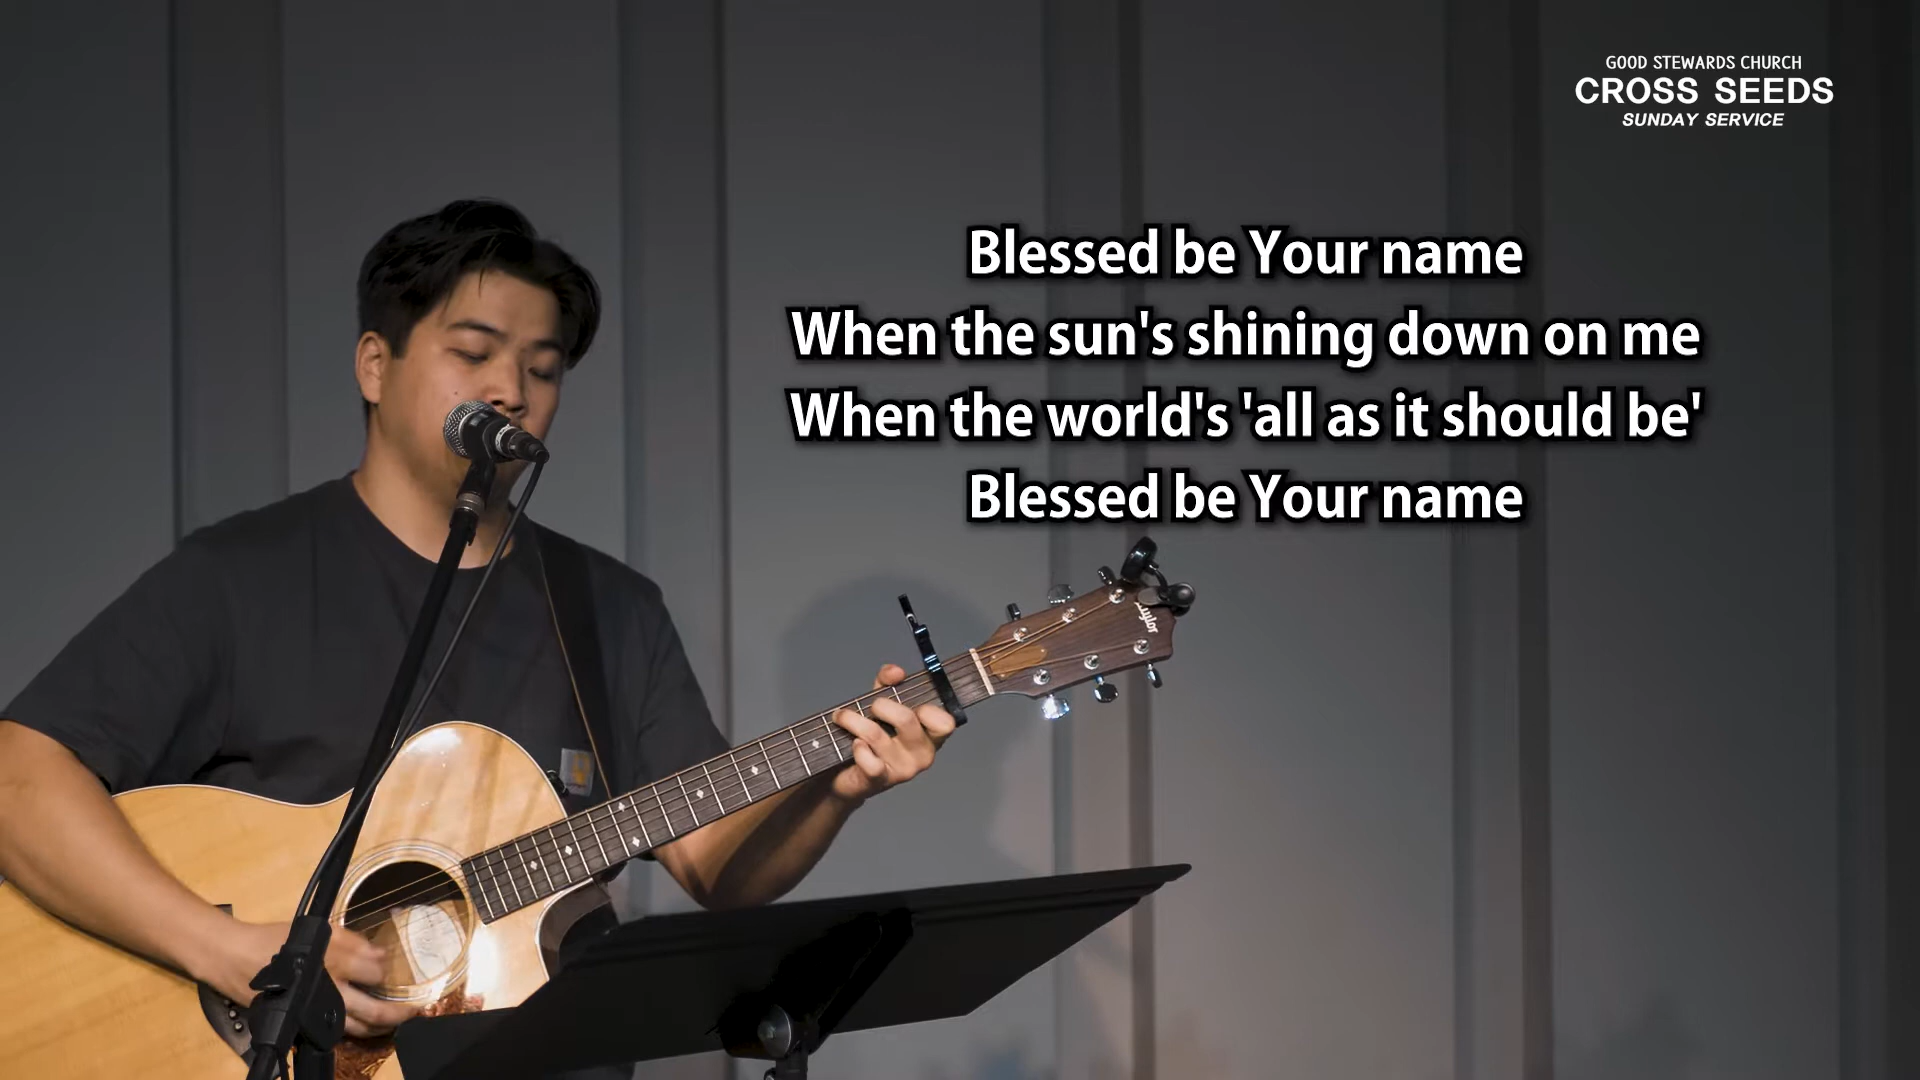 GOOD STEWARDS CHURCH
CROSS SEEDS
SUNDAY SERVICE
Blessed be Your name
When the sun's shining down on me
When the world's 'all as it should be'
Blessed be Your name
Taylor